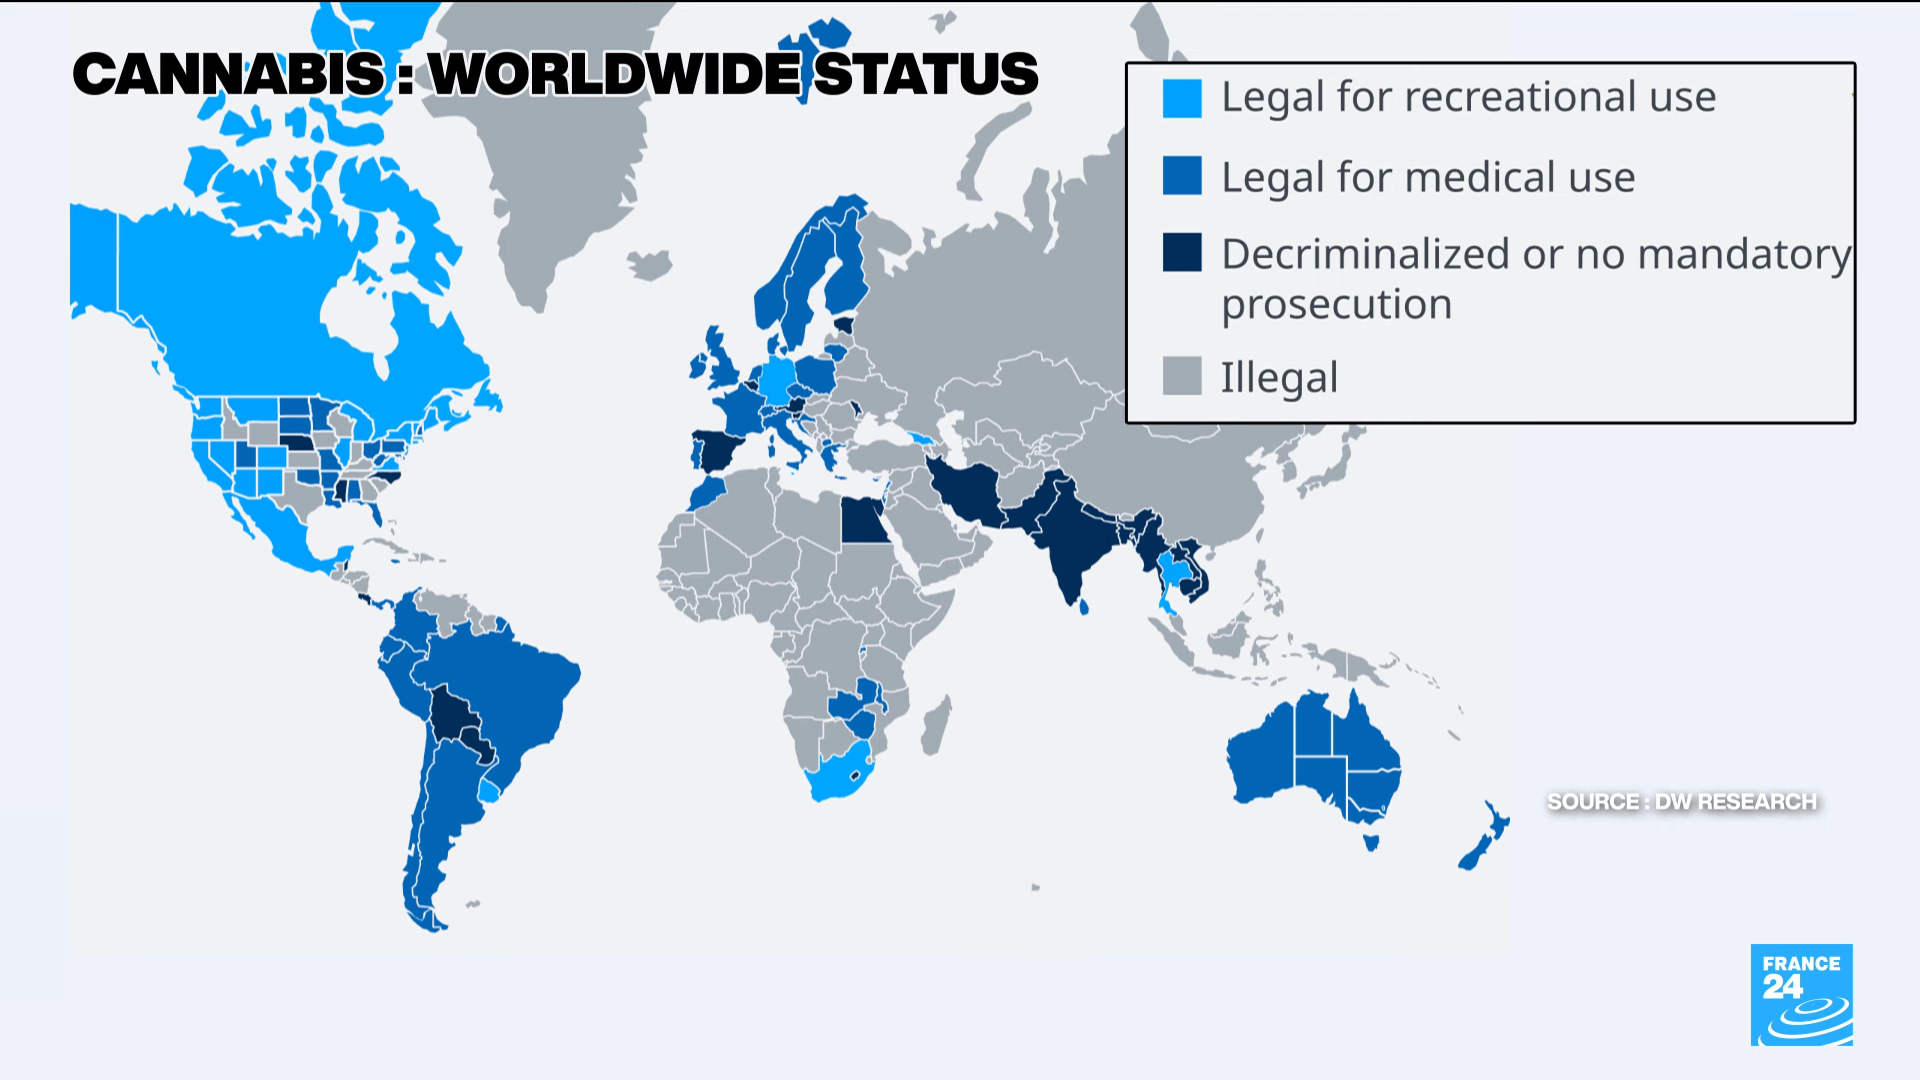 CANNABIS : WORLDWIDE STATUS
Legal for recreational use
Legal for medical use
Decriminalized or no mandatory
prosecution
Illegal
SOURCE : DW RESEARCH
FRANCE
24